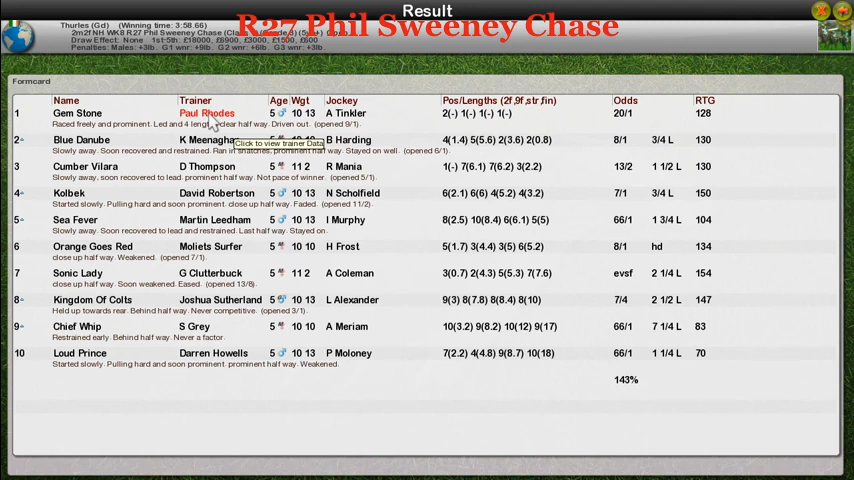 Result
R27 Phil Sweeney Chase
Thurles (Gd) (Winning time: 3:58.66)
2m2f NH WK8 R27 Phil Sweeney Chase
Draw Effect: None 1st-5th: £18000, £6900, £3000, £1500, £600
Penalties: Males: +3lb, G1 wnr: +9lb, G2 wnr: +6lb, G3 wnr: +3lb
Formcard
Name Trainer Age Wgt Jockey Pos/Lengths (2f,9f,str,fin) Odds RTG
1 Gem Stone Paul Rhodes 5 10 13 A Tinkler 2(-) 1(-) 1(-) 1(-) 20/1 128
Raced freely and prominent. Led and 4 lengths clear half way. Driven out. (opened 9/1).
2 Blue Danube K Meenaghan B Harding 4(1.4) 5(5.6) 2(3.6) 2(0.8) 8/1 3/4 L 130
Click to view trainer Data
Slowly away. Soon recovered and restrained. Ran in snatches, prominent half way. Stayed on well. (opened 6/1).
3 Cumber Vilara D Thompson 5 11 2 R Mania 1(-) 7(6.1) 7(6.2) 3(2.2) 13/2 1 1/2 L 130
Slowly away, soon recovered to lead. prominent half way. Not pace of winner. (opened 5/1).
4 Kolbek David Robertson 5 10 13 N Scholfield 6(2.1) 6(6) 4(5.2) 4(3.2) 7/1 3/4 L 150
Started slowly. Pulling hard and soon prominent. close up half way. Faded. (opened 11/2).
5 Sea Fever Martin Leedham 5 10 13 I Murphy 8(2.5) 10(8.4) 6(6.1) 5(5) 66/1 1 3/4 L 104
Slowly away. Soon recovered to lead and restrained. Last half way. Stayed on.
6 Orange Goes Red Moliets Surfer 5 10 10 H Frost 5(1.7) 3(4.4) 3(5) 6(5.2) 8/1 hd 134
close up half way. Weakened. (opened 7/1).
7 Sonic Lady G Clutterbuck 5 11 2 A Coleman 3(0.7) 2(4.3) 5(5.3) 7(7.6) evsf 2 1/4 L 154
close up half way. Soon weakened. Eased. (opened 13/8).
8 Kingdom Of Colts Joshua Sutherland 5 10 13 L Alexander 9(3) 8(7.8) 8(8.4) 8(10) 7/4 2 1/2 L 147
Held up towards rear. Behind half way. Never competitive. (opened 3/1).
9 Chief Whip S Grey 5 10 10 A Meriam 10(3.2) 9(8.2) 10(12) 9(17) 66/1 7 1/4 L 83
Restrained early. Behind half way. Never a factor.
10 Loud Prince Darren Howells 5 10 13 P Moloney 7(2.2) 4(4.8) 9(8.7) 10(18) 66/1 1 1/4 L 70
Started slowly. Pulling hard and soon prominent. prominent half way. Weakened.
143%